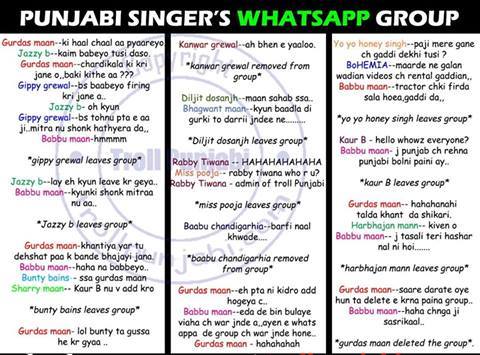 PUNJABI SINGER'S WHATSAPP GROUP
Gurdas maan--ki haal chaal aa pyaareyo.
Jazzy b--kaim babeyo tusi daso.
Gurdas maan--chardikala ki kri
jane o,,baki kithe aa ???
Gippy grewal--bs baabeyo firing
kri jane a..
Jazzy b-- oh kyun
Gippy grewal--bs tohnu pta e aa
ji..mitra nu shonk hathyera da,,
Babbu maan-hmmmm
*gippy grewal leaves group*
Jazzy b--lay eh kyun leave kr geya..
Babbu maan--kyunki shonk mitraa
nu aa..
*Jazzy b leaves group*
Gurdas maan-khantiya yar tu
dehshat paa k bande bhajayi jana.
Babbu maan--haha na babbeyo..
Bunty bains - ssa gurdas maan
Sharry maan-- Kaur B nu v add kro
*bunty bains leaves group*
Gurdas maan- lol bunty ta gussa
he kr gyaa ..
Kanwar grewal--ah bhen e yaaloo.
*kanwar grewal removed from
group*
Diljit dosanjh--maan sahab ssa..
Bhagwant maan---kyun baadla di
gurki to darrii jndee ne.........
*Diljit dosanjh leaves group*
Rabby Tiwana-- HAHAHAHAHAHA
Miss pooja-- rabby tiwana who r u?
Rabby Tiwana - admin of troll Punjabi
*miss pooja leaves group*
Baabu chandigarhia--barfi naal
khwade....
*baabu chandigarhia removed
from group*
Gurdas maan--eh pta ni kidro add
hogeya c..
Babbu maan--eda de bin bulaye
viaha ch war jnde a,,ayen e whats
appa de group ch war jnde hone..
Gurdas maan - hahahahah
Yo yo honey singh--paji mere gane
ch gaddi dekhi tusi ?
BoHEMIA--maarde ne galan
wadian videos ch rental gaddian,,
Babbu maan--tractor chki firda
sala hoea,gaddi da,,
*yo yo honey singh leaves group*
Kaur B - hello whowz everyone?
Babbu maan-- j punjab ch rehna
punjabi bolni paini ay..
*kaur B leaves group*
Gurdas maan-- hahahanahi
talda khant da shikari.
Harbhajan mann-- kiven o
Babbu maan-- j tasali teri hashar
nal ni hoi.......
*harbhajan mann leaves group*
Gurdas maan--saare darate oye
hun ta delete e krna paina group..
Babbu maan--haha chnga ji
sasrikaal..
*gurdas maan deleted the group*
Troll Punjabi